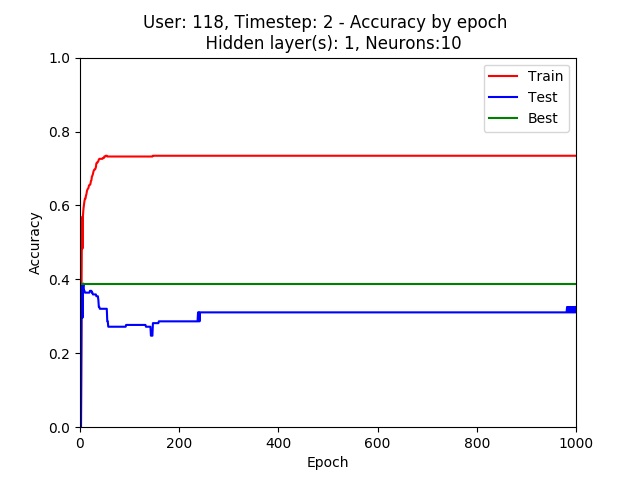 User: 118, Timestep: 2 - Accuracy by epoch
Hidden layer(s): 1, Neurons:10
Train
Test
Best
1.0
0.8
0.6
0.4
0.2
0.0
Accuracy
0
200
400
600
800
1000
Epoch